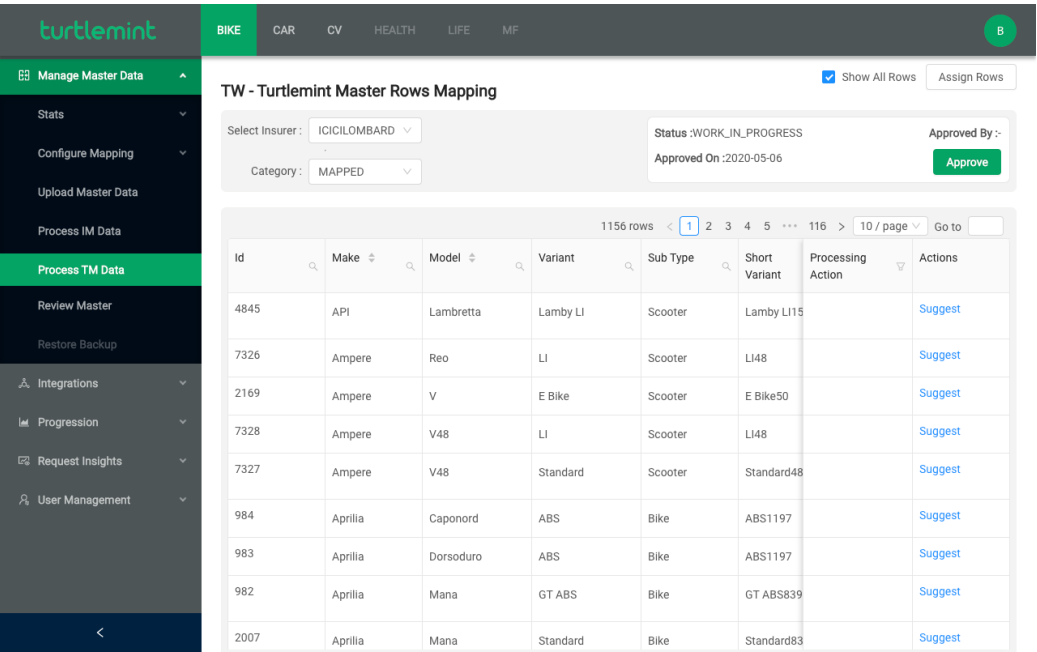 turtlemint
BIKE CAR CV HEALTH LIFE MF B
Manage Master Data
Stats
Configure Mapping
Upload Master Data
Process IM Data
Process TM Data
Review Master
Restore Backup
Integrations
Progression
Request Insights
User Management
Show All Rows Assign Rows
TW - Turtlemint Master Rows Mapping
Select Insurer : ICICILOMBARD
Category : MAPPED
Status :WORK_IN_PROGRESS Approved By :-
Approved On :2020-05-06 Approve
1156 rows < 1 2 3 4 5 ••• 116 > 10 / page Go to
Id Make Model Variant Sub Type Short Variant Processing Action Actions
4845 API Lambretta Lamby LI Scooter Lamby LI15 Suggest
7326 Ampere Reo LI Scooter LI48 Suggest
2169 Ampere V E Bike Scooter E Bike50 Suggest
7328 Ampere V48 LI Scooter LI48 Suggest
7327 Ampere V48 Standard Scooter Standard48 Suggest
984 Aprilia Caponord ABS Bike ABS1197 Suggest
983 Aprilia Dorsoduro ABS Bike ABS1197 Suggest
982 Aprilia Mana GT ABS Bike GT ABS839 Suggest
2007 Aprilia Mana Standard Bike Standard83 Suggest